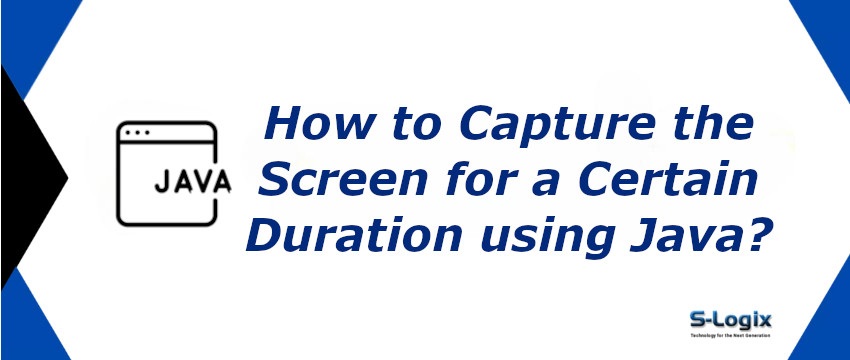 JAVA
How to Capture the
Screen for a Certain
Duration using Java?
S-Logix
Technology for the Next Generation